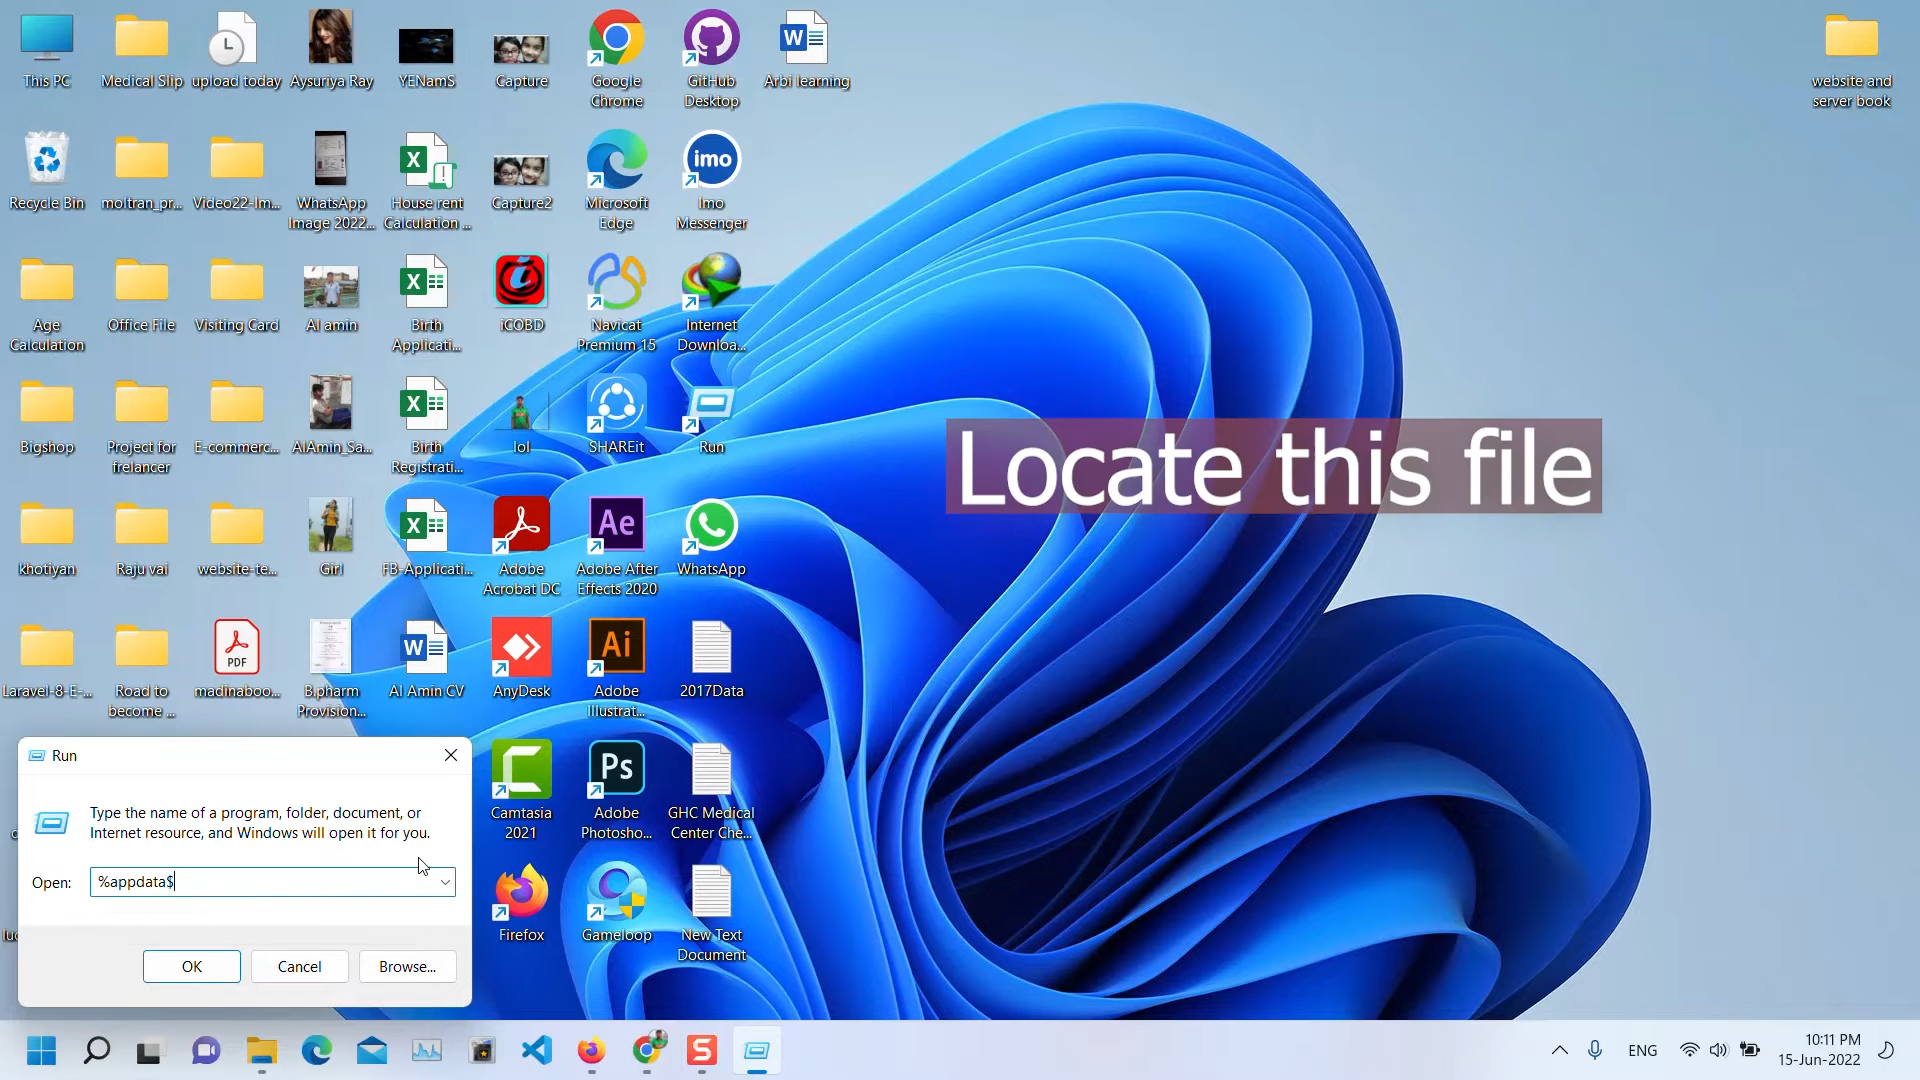 This PC
Medical Slip
upload today
Aysuriya Ray
YENamS
Capture
Google
Chrome
GitHub
Desktop
Arbi learning
website and
server book
Recycle Bin
moltran_pr...
Video22-Im...
WhatsApp
Image 2022...
House rent
Calculation ...
Capture2
Microsoft
Edge
imo
Imo
Messenger
Age
Calculation
Office File
Visiting Card
Al amin
Birth
Applicati...
iCOBD
Navicat
Premium 15
Internet
Downloa...
Bigshop
Project for
frelancer
E-commerc...
AlAmin_Sa...
Birth
Registrati...
lol
SHAREit
Run
Locate this file
khotiyan
Raju vai
website-te...
Girl
FB-Applicati...
Adobe
Acrobat DC
Ae
Adobe After
Effects 2020
WhatsApp
Laravel-8-E-...
Road to
become ...
PDF
madinaboo...
B.pharm
Provision...
Al Amin CV
AnyDesk
Ai
Adobe
Illustrat...
2017Data
Camtasia
2021
Ps
Adobe
Photosho...
GHC Medical
Center Che...
Firefox
Gameloop
New Text
Document
Run
Type the name of a program, folder, document, or
Internet resource, and Windows will open it for you.
Open:
%appdata$
OK
Cancel
Browse...
ENG
10:11 PM
15-Jun-2022